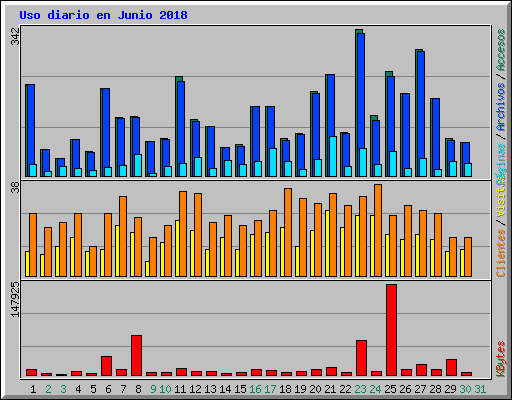 Uso diario en Junio 2018
342
38
147925
Accesos / Archivos / Páginas
Clientes / Visitas
KBytes
1 2 3 4 5 6 7 8 9 10 11 12 13 14 15 16 17 18 19 20 21 22 23 24 25 26 27 28 29 30 31